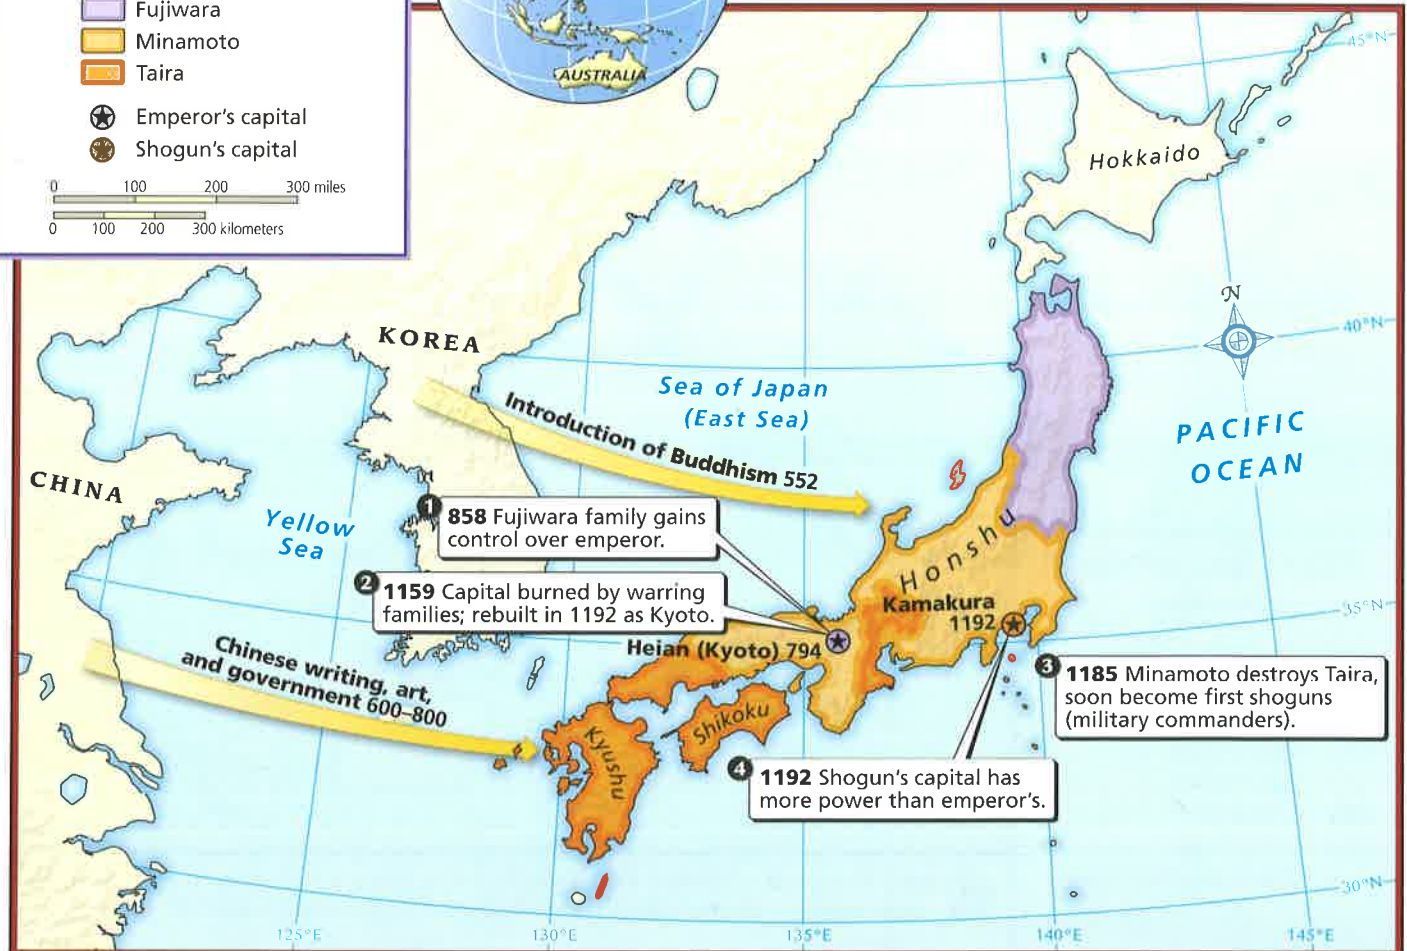 Fujiwara
Minamoto
Taira
Emperor's capital
Shogun's capital
0 100 200 300 miles
0 100 200 300 kilometers
AUSTRALIA
45°N
Hokkaido
N
40°N
KOREA
Sea of Japan
(East Sea)
PACIFIC
OCEAN
Introduction of Buddhism 552
CHINA
Yellow
Sea
1 858 Fujiwara family gains
control over emperor.
Honshu
2 1159 Capital burned by warring
families; rebuilt in 1192 as Kyoto.
Kamakura
1192
35°N
Heian (Kyoto) 794
Chinese writing, art,
and government 600–800
3 1185 Minamoto destroys Taira,
soon become first shoguns
(military commanders).
Shikoku
Kyushu
4 1192 Shogun's capital has
more power than emperor's.
30°N
125°E
130°E
135°E
140°E
145°E